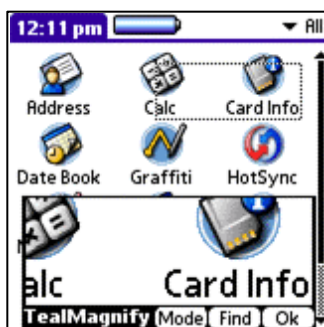 12:11 pm All
Address Calc Card Info
Date Book Graffiti HotSync
alc Card Info
TealMagnify Mode Find Ok